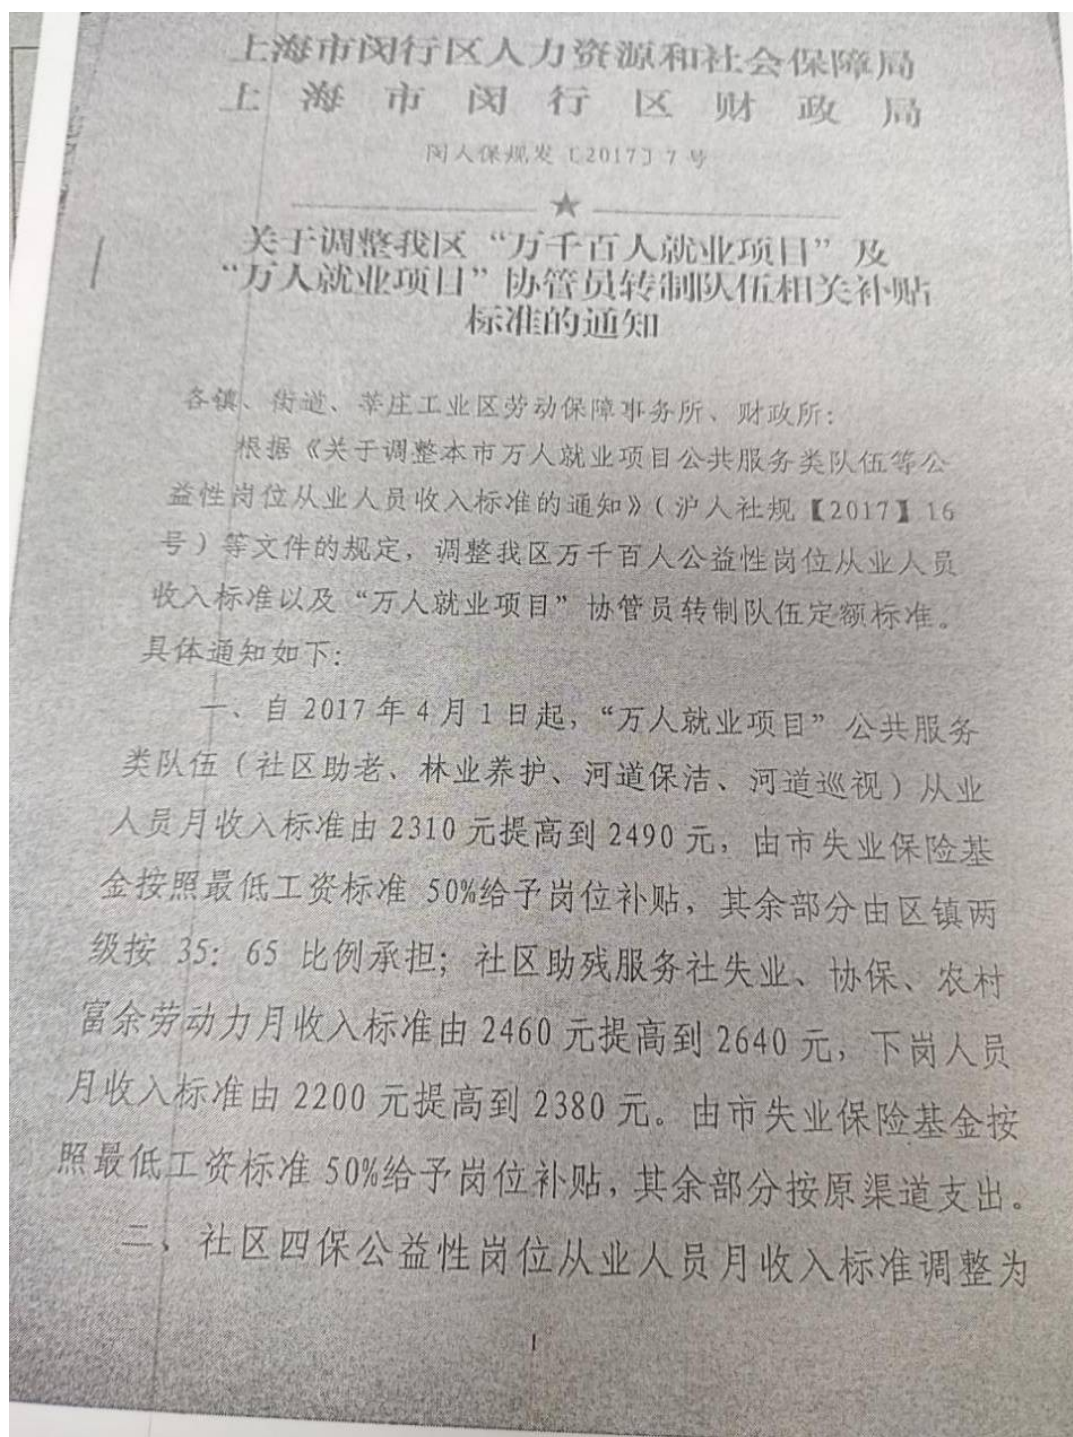 上海市闵行区人力资源和社会保障局
上海市闵行区财政局
闵人保规发〔2017〕7号
关于调整我区“万千百人就业项目”及
“万人就业项目”协管员转制队伍相关补贴
标准的通知
各镇、街道、莘庄工业区劳动保障事务所、财政所：
根据《关于调整本市万人就业项目公共服务类队伍等公
益性岗位从业人员收入标准的通知》（沪人社规【2017】16
号）等文件的规定，调整我区万千百人公益性岗位从业人员
收入标准以及“万人就业项目”协管员转制队伍定额标准。
具体通知如下：
一、自2017年4月1日起，“万人就业项目”公共服务
类队伍（社区助老、林业养护、河道保洁、河道巡视）从业
人员月收入标准由2310元提高到2490元，由市失业保险基
金按照最低工资标准 50%给予岗位补贴，其余部分由区镇两
级按 35：65 比例承担；社区助残服务社失业、协保、农村
富余劳动力月收入标准由2460元提高到2640元，下岗人员
月收入标准由2200元提高到2380元。由市失业保险基金按
照最低工资标准50%给予岗位补贴，其余部分按原渠道支出。
二、社区四保公益性岗位从业人员月收入标准调整为
1